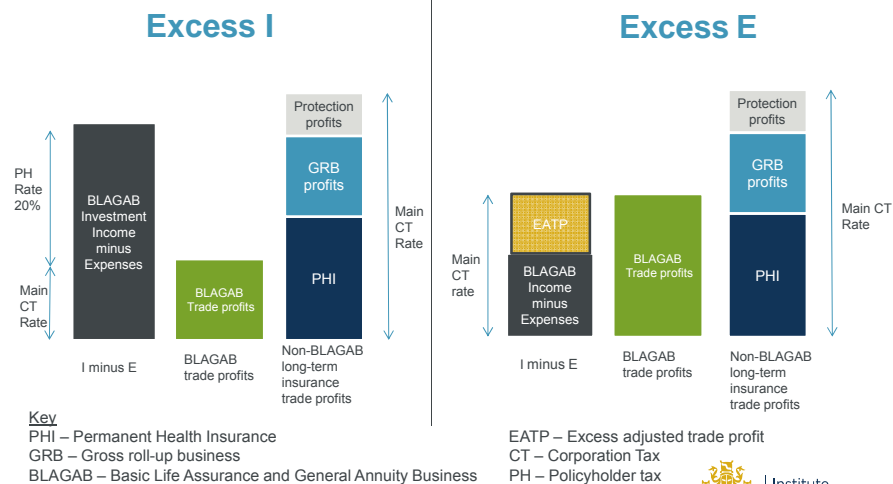 Excess I
PH
Rate
20%
Main
CT
Rate
BLAGAB
Investment
Income
minus
Expenses
BLAGAB
Trade profits
Protection
profits
GRB
profits
PHI
Main
CT
Rate
I minus E
BLAGAB
trade profits
Non-BLAGAB
long-term
insurance
trade profits
Excess E
Main
CT
rate
EATP
BLAGAB
Income
minus
Expenses
BLAGAB
Trade profits
Protection
profits
GRB
profits
PHI
Main CT
Rate
I minus E
BLAGAB
trade profits
Non-BLAGAB
long-term
insurance
trade profits
Key
PHI – Permanent Health Insurance
GRB – Gross roll-up business
BLAGAB – Basic Life Assurance and General Annuity Business
EATP – Excess adjusted trade profit
CT – Corporation Tax
PH – Policyholder tax
Institute